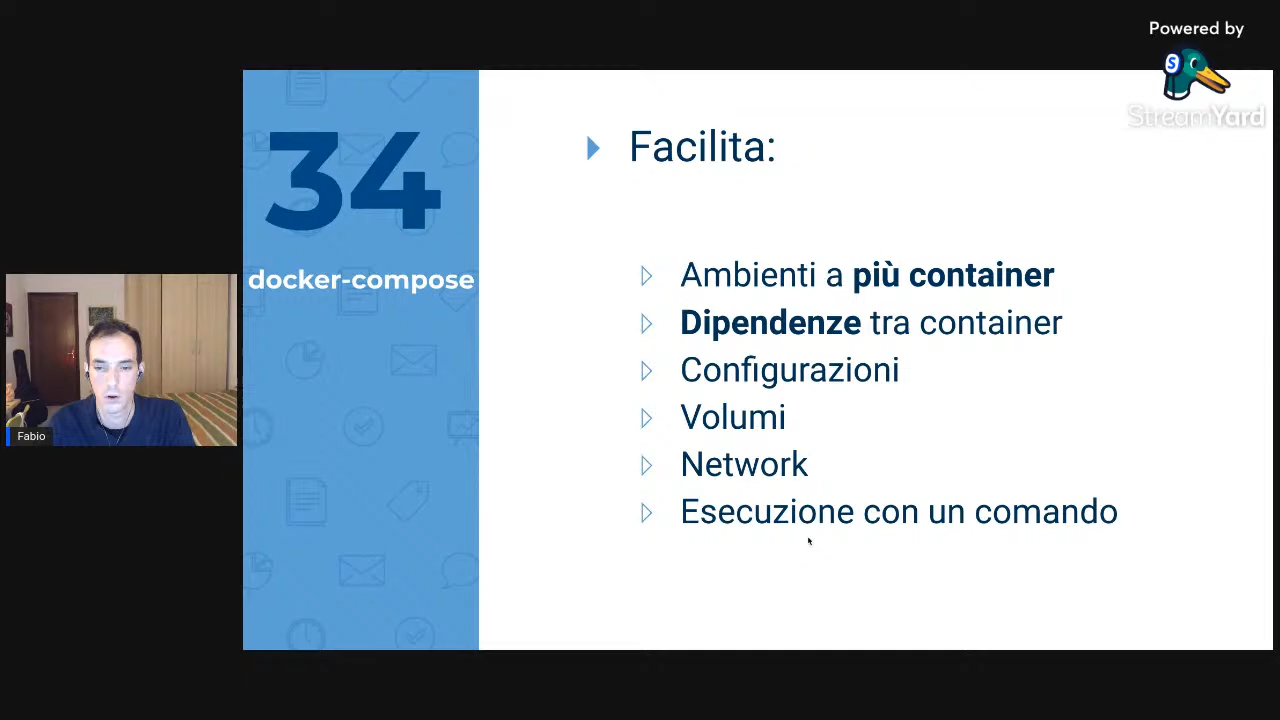 Powered by
StreamYard
34
docker-compose
Facilita:
Ambienti a più container
Dipendenze tra container
Configurazioni
Volumi
Network
Esecuzione con un comando
Fabio